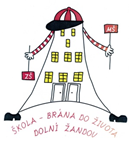 MŠ
ZŠ
ŠKOLA - BRÁNA DO ŽIVOTA
DOLNÍ ŽANDOV